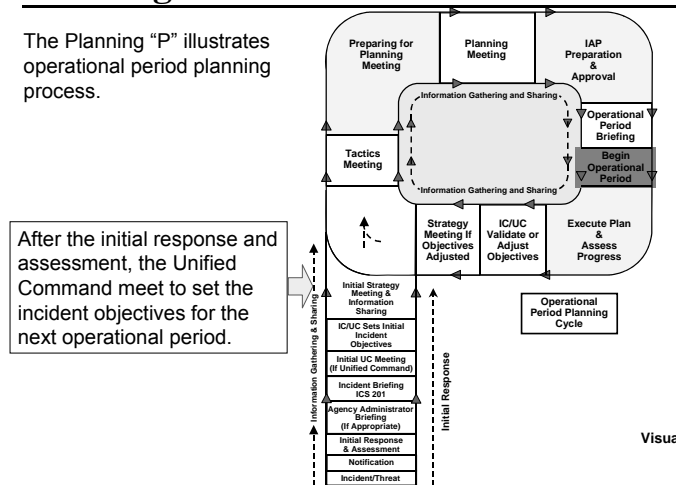 The Planning “P” illustrates
operational period planning
process.
After the initial response and
assessment, the Unified
Command meet to set the
incident objectives for the
next operational period.
Preparing for
Planning
Meeting
Planning
Meeting
IAP
Preparation
&
Approval
Information Gathering and Sharing
Operational
Period
Briefing
Begin
Operational
Period
Tactics
Meeting
Information Gathering and Sharing
Strategy
Meeting If
Objectives
Adjusted
IC/UC
Validate or
Adjust
Objectives
Execute Plan
&
Assess
Progress
Operational
Period Planning
Cycle
Initial Strategy
Meeting &
Information
Sharing
IC/UC Sets Initial
Incident
Objectives
Initial UC Meeting
(If Unified Command)
Incident Briefing
ICS 201
Agency Administrator
Briefing
(If Appropriate)
Initial Response
& Assessment
Notification
Incident/Threat
Information Gathering & Sharing
Initial Response